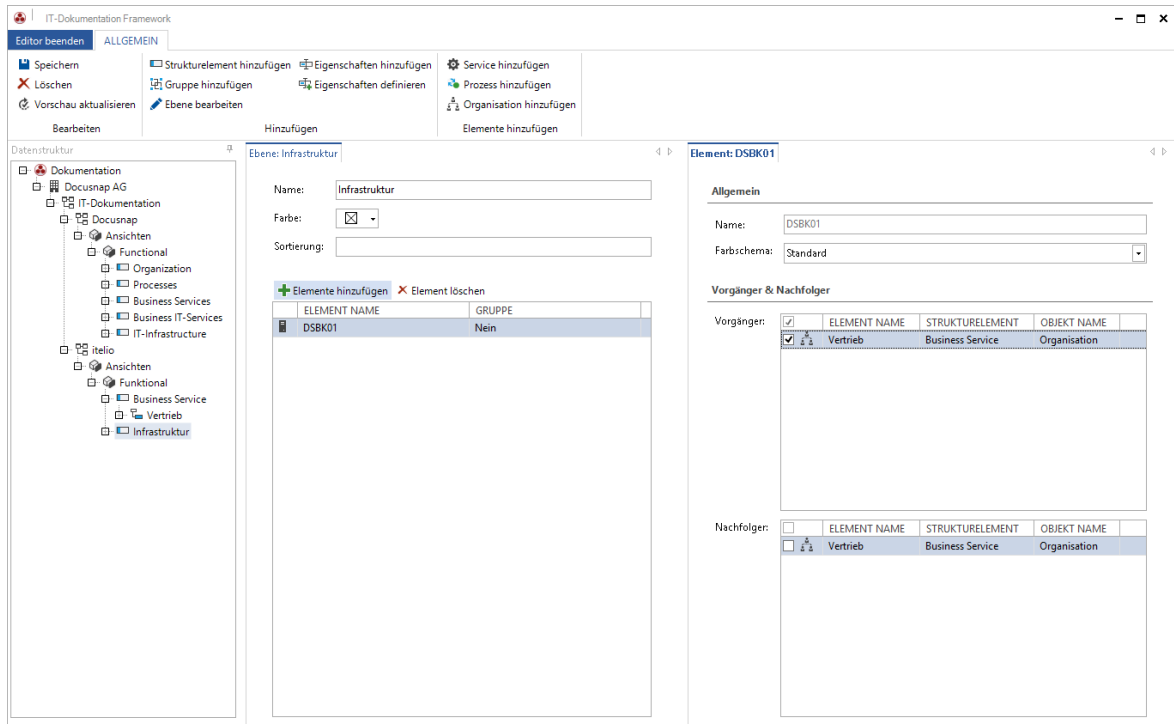 IT-Dokumentation Framework
Editor beenden ALLGEMEIN
Speichern
Löschen
Vorschau aktualisieren
Bearbeiten
Strukturelement hinzufügen Eigenschaften hinzufügen
Gruppe hinzufügen Eigenschaften definieren
Ebene bearbeiten
Hinzufügen
Service hinzufügen
Prozess hinzufügen
Organisation hinzufügen
Elemente hinzufügen
Datenstruktur
Dokumentation
Docusnap AG
IT-Dokumentation
Docusnap
Ansichten
Functional
Organization
Processes
Business Services
Business IT-Services
IT-Infrastructure
itelio
Ansichten
Funktional
Business Service
Vertrieb
Infrastruktur
Ebene: Infrastruktur
Name: Infrastruktur
Farbe:
Sortierung:
Elemente hinzufügen Element löschen
ELEMENT NAME GRUPPE
DSBK01 Nein
Element: DSBK01
Allgemein
Name: DSBK01
Farbschema: Standard
Vorgänger & Nachfolger
Vorgänger: ELEMENT NAME STRUKTURELEMENT OBJEKT NAME
Vertrieb Business Service Organisation
Nachfolger: ELEMENT NAME STRUKTURELEMENT OBJEKT NAME
Vertrieb Business Service Organisation